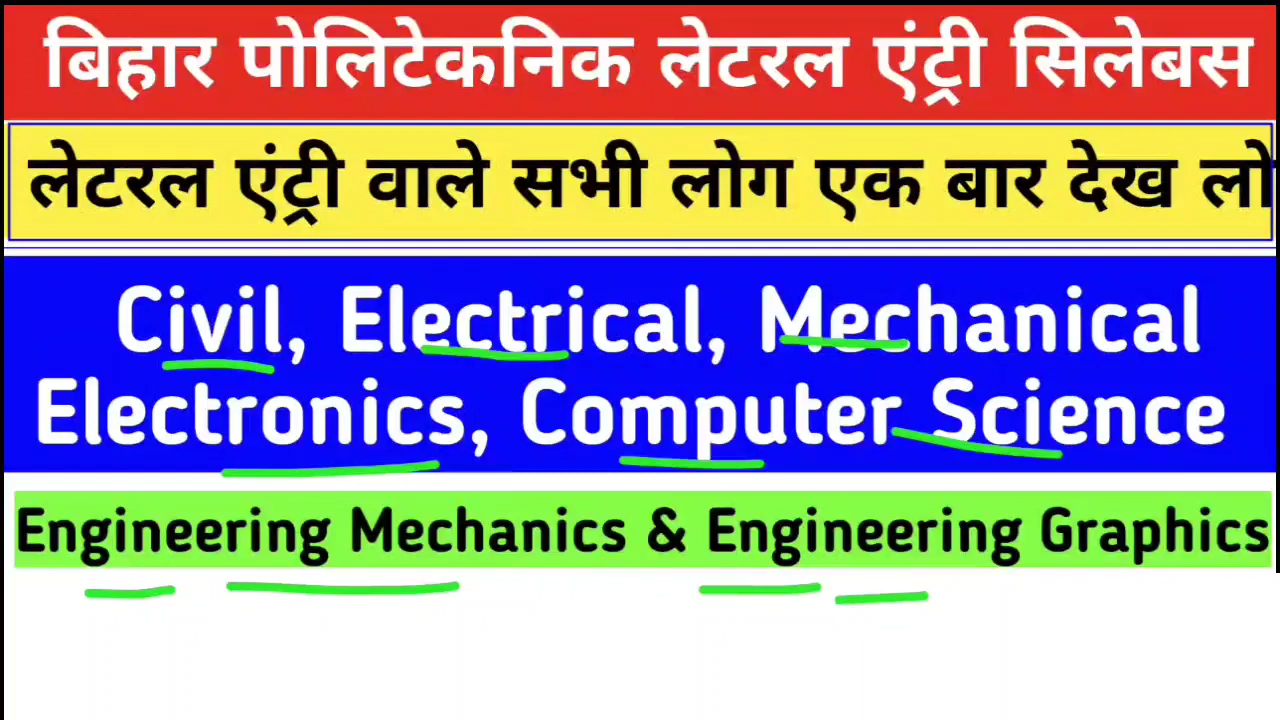 बिहार पोलिटेकनिक लेटरल एंट्री सिलेबस
लेटरल एंट्री वाले सभी लोग एक बार देख लो
Civil, Electrical, Mechanical
Electronics, Computer Science
Engineering Mechanics & Engineering Graphics